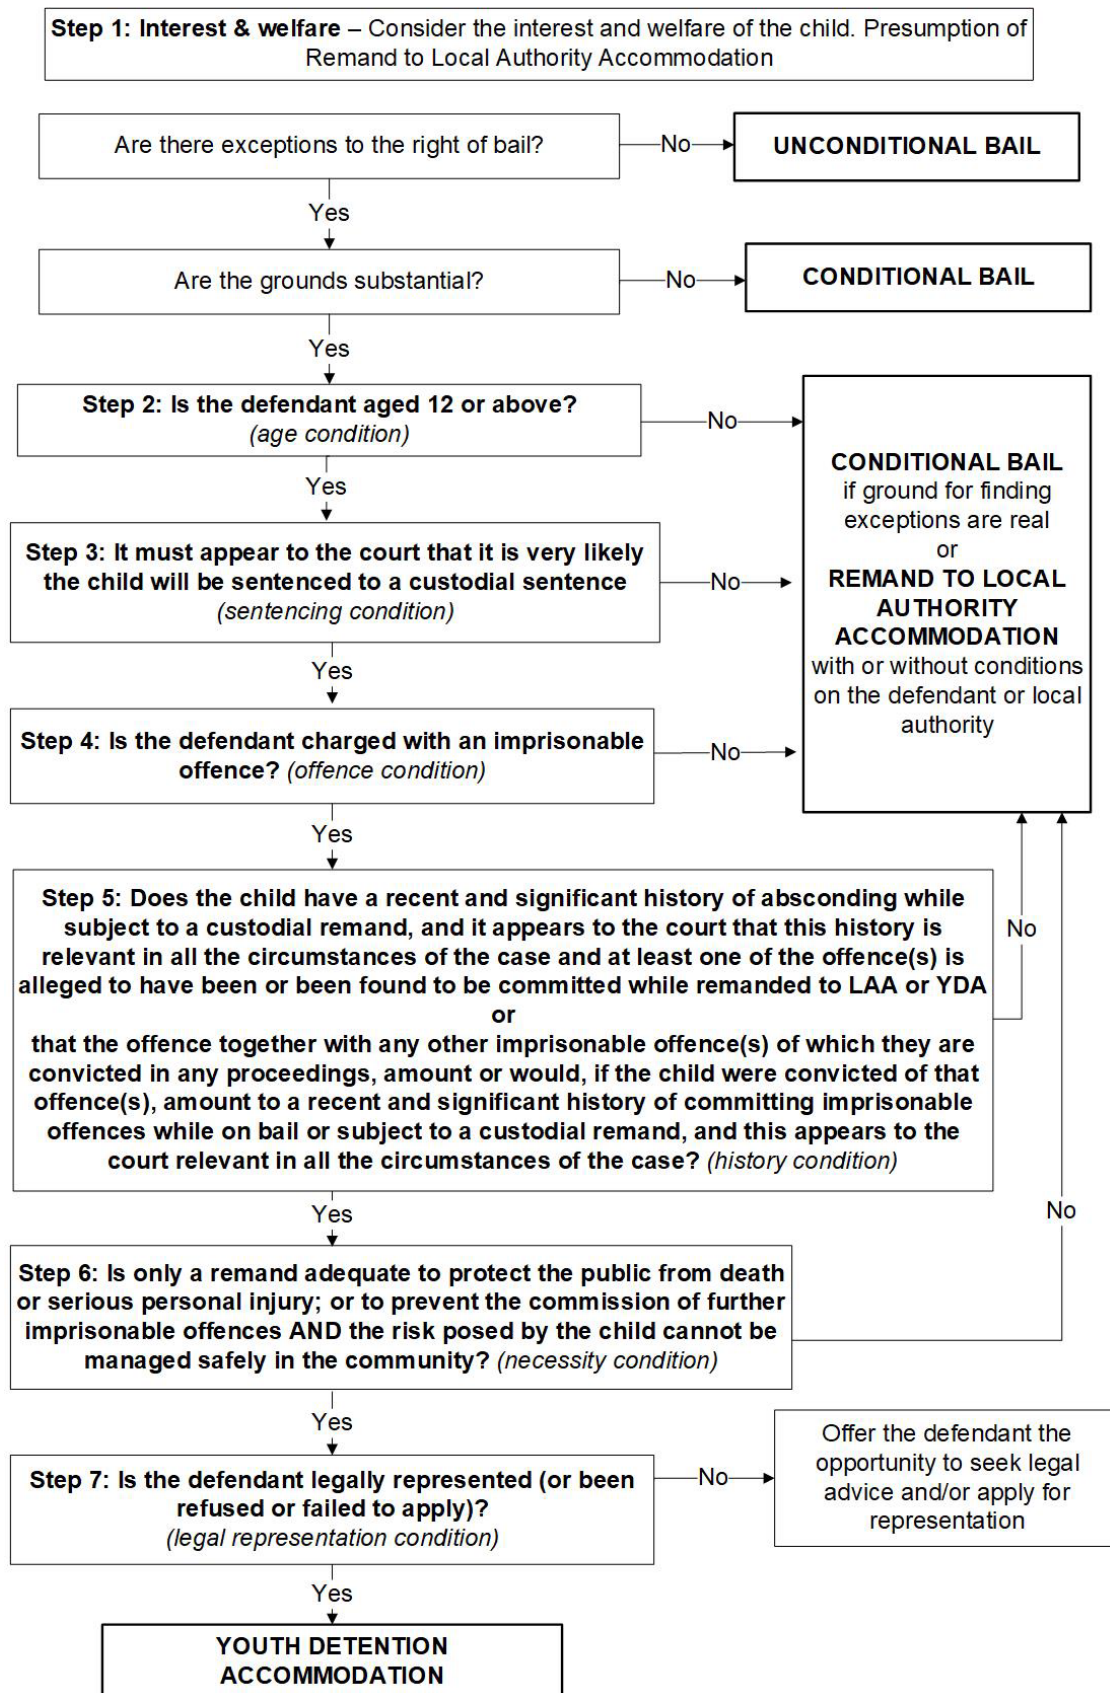 Step 1: Interest & welfare – Consider the interest and welfare of the child. Presumption of
Remand to Local Authority Accommodation
Are there exceptions to the right of bail?
No
UNCONDITIONAL BAIL
Yes
Are the grounds substantial?
No
CONDITIONAL BAIL
Yes
Step 2: Is the defendant aged 12 or above?
(age condition)
No
CONDITIONAL BAIL
if ground for finding
exceptions are real
or
REMAND TO LOCAL
AUTHORITY
ACCOMMODATION
with or without conditions
on the defendant or local
authority
Yes
Step 3: It must appear to the court that it is very likely
the child will be sentenced to a custodial sentence
(sentencing condition)
No
Yes
Step 4: Is the defendant charged with an imprisonable
offence? (offence condition)
No
Yes
Step 5: Does the child have a recent and significant history of absconding while
subject to a custodial remand, and it appears to the court that this history is
relevant in all the circumstances of the case and at least one of the offence(s) is
alleged to have been or been found to be committed while remanded to LAA or YDA
or
that the offence together with any other imprisonable offence(s) of which they are
convicted in any proceedings, amount or would, if the child were convicted of that
offence(s), amount to a recent and significant history of committing imprisonable
offences while on bail or subject to a custodial remand, and this appears to the
court relevant in all the circumstances of the case? (history condition)
No
Yes
Step 6: Is only a remand adequate to protect the public from death
or serious personal injury; or to prevent the commission of further
imprisonable offences AND the risk posed by the child cannot be
managed safely in the community? (necessity condition)
No
Yes
Step 7: Is the defendant legally represented (or been
refused or failed to apply)?
(legal representation condition)
No
Offer the defendant the
opportunity to seek legal
advice and/or apply for
representation
Yes
YOUTH DETENTION
ACCOMMODATION